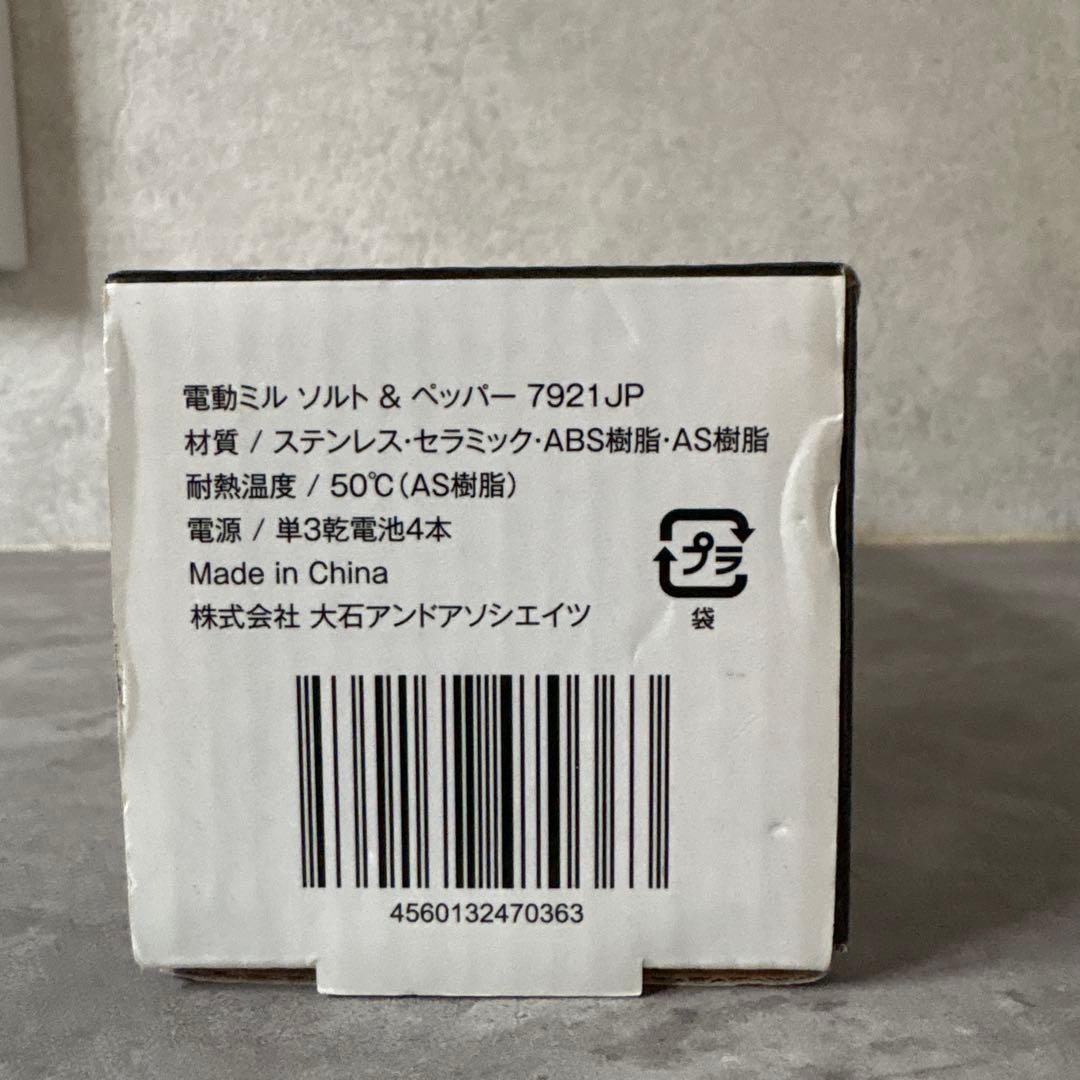 電動ミル ソルト & ペッパー 7921JP
材質 / ステンレス・セラミック・ABS樹脂・AS樹脂
耐熱温度 / 50℃(AS樹脂)
電源 / 単3乾電池4本
Made in China
株式会社 大石アンドアソシエイツ
プラ
袋
4560132470363